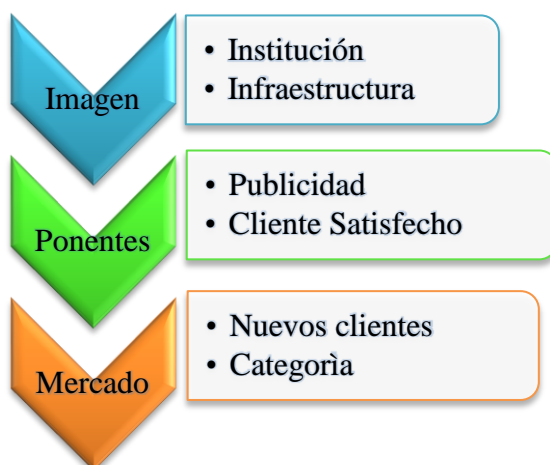 Imagen
• Institución
• Infraestructura
Ponentes
• Publicidad
• Cliente Satisfecho
Mercado
• Nuevos clientes
• Categorìa